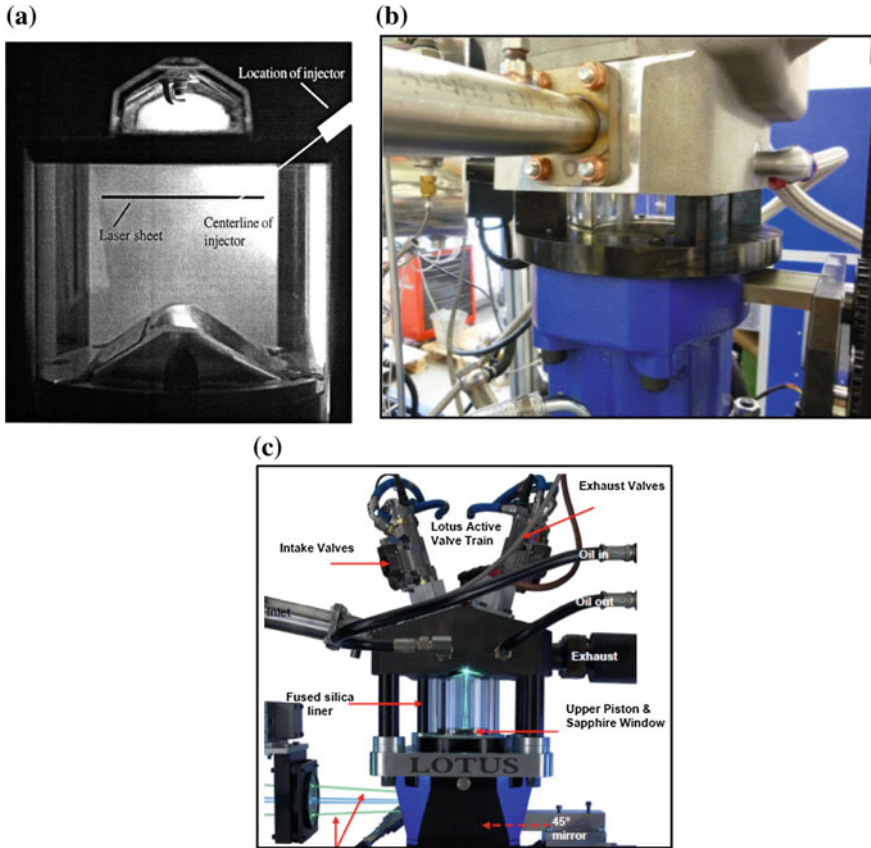 (a)
Location of injector
Laser sheet
Centerline of
injector
(b)
(c)
Exhaust Valves
Lotus Active
Valve Train
Intake Valves
Oil in
Oil out
Inlet
Exhaust
Fused silica
liner
Upper Piston &
Sapphire Window
LOTUS
45°
mirror